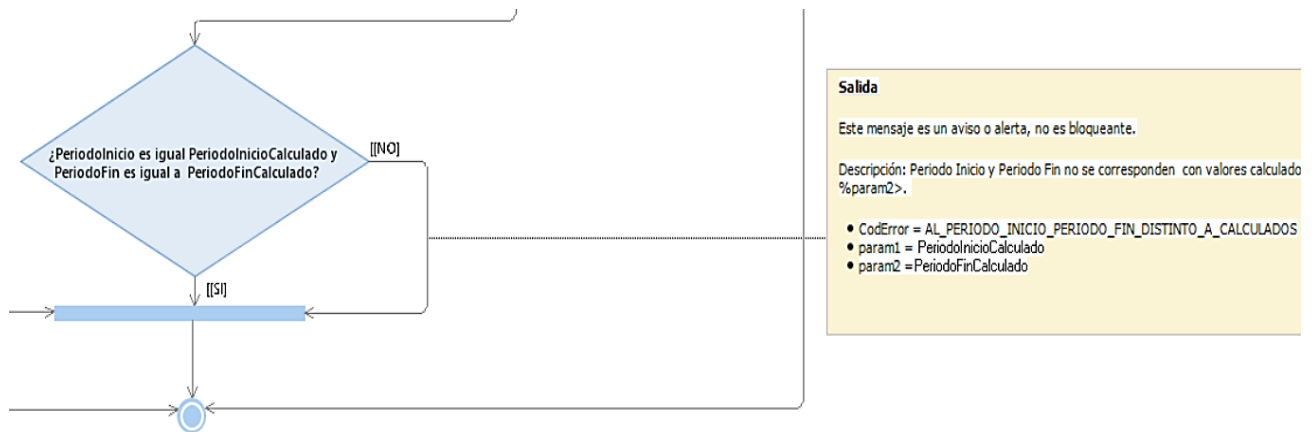 ¿PeriodoInicio es igual PeriodoInicioCalculado y
PeriodoFin es igual a PeriodoFinCalculado?
[[NO]
[[SI]
Salida
Este mensaje es un aviso o alerta, no es bloqueante.
Descripción: Periodo Inicio y Periodo Fin no se corresponden con valores calculado
%param2>.
• CodError = AL_PERIODO_INICIO_PERIODO_FIN_DISTINTO_A_CALCULADOS
• param1 = PeriodoInicioCalculado
• param2 =PeriodoFinCalculado